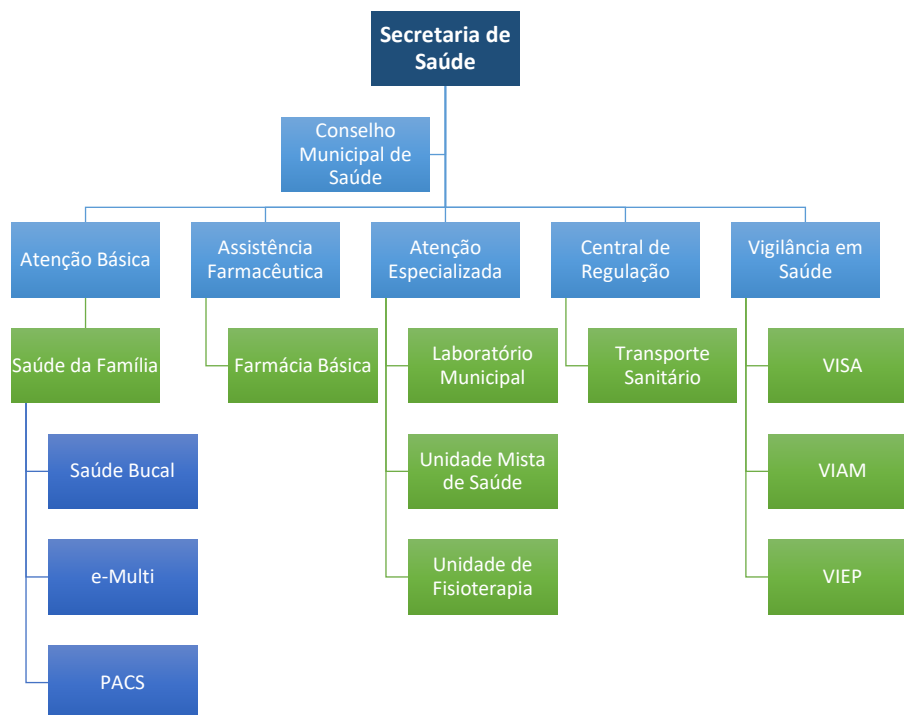 Secretaria de
Saúde
Conselho
Municipal de
Saúde
Atenção Básica
Assistência
Farmacêutica
Atenção
Especializada
Central de
Regulação
Vigilância em
Saúde
Saúde da Família
Farmácia Básica
Laboratório
Municipal
Transporte
Sanitário
VISA
Saúde Bucal
Unidade Mista
de Saúde
VIAM
e-Multi
Unidade de
Fisioterapia
VIEP
PACS